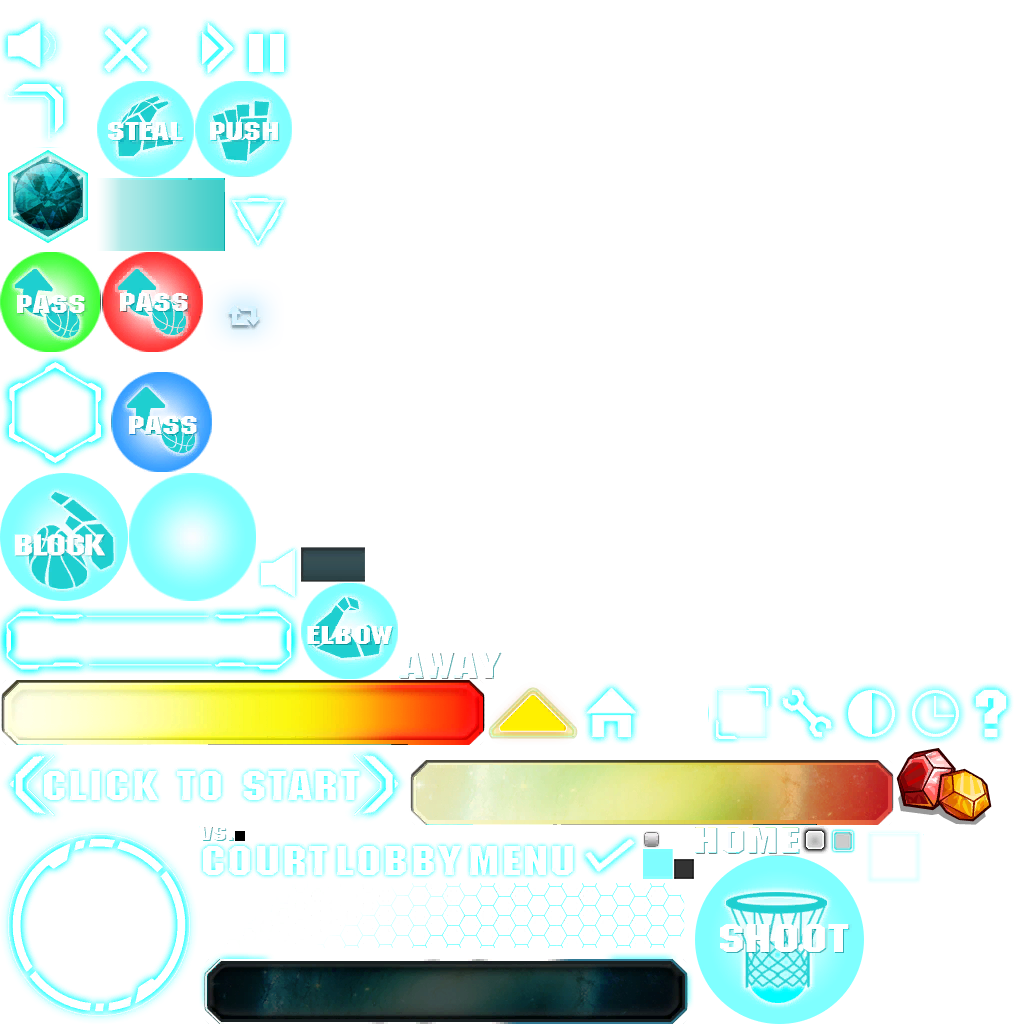 STEAL
PUSH
PASS
PASS
PASS
BLOCK
ELBOW
AWAY
CLICK TO START
VS.
HOME
COURT LOBBY MENU
SHOOT